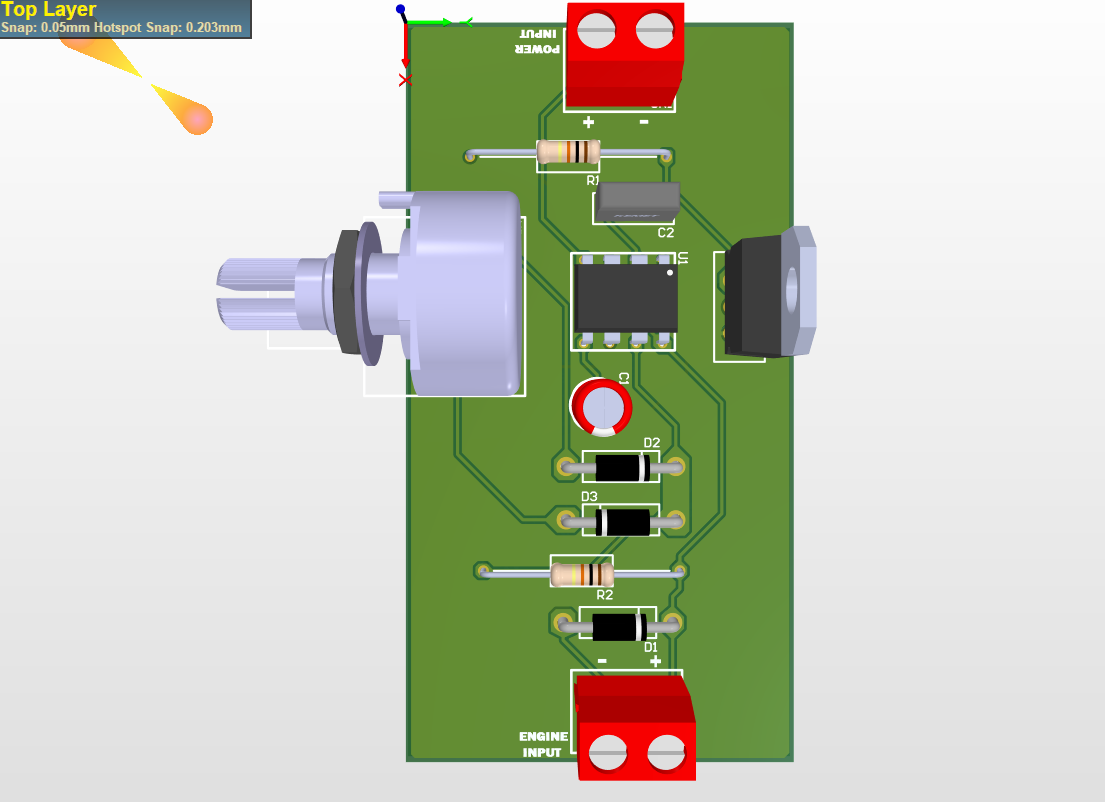 Top Layer
Snap: 0.05mm Hotspot Snap: 0.203mm
Y
X
POWER
INPUT
+ -
R1
C2
U1
C1
D2
D3
R2
D1
- +
ENGINE
INPUT